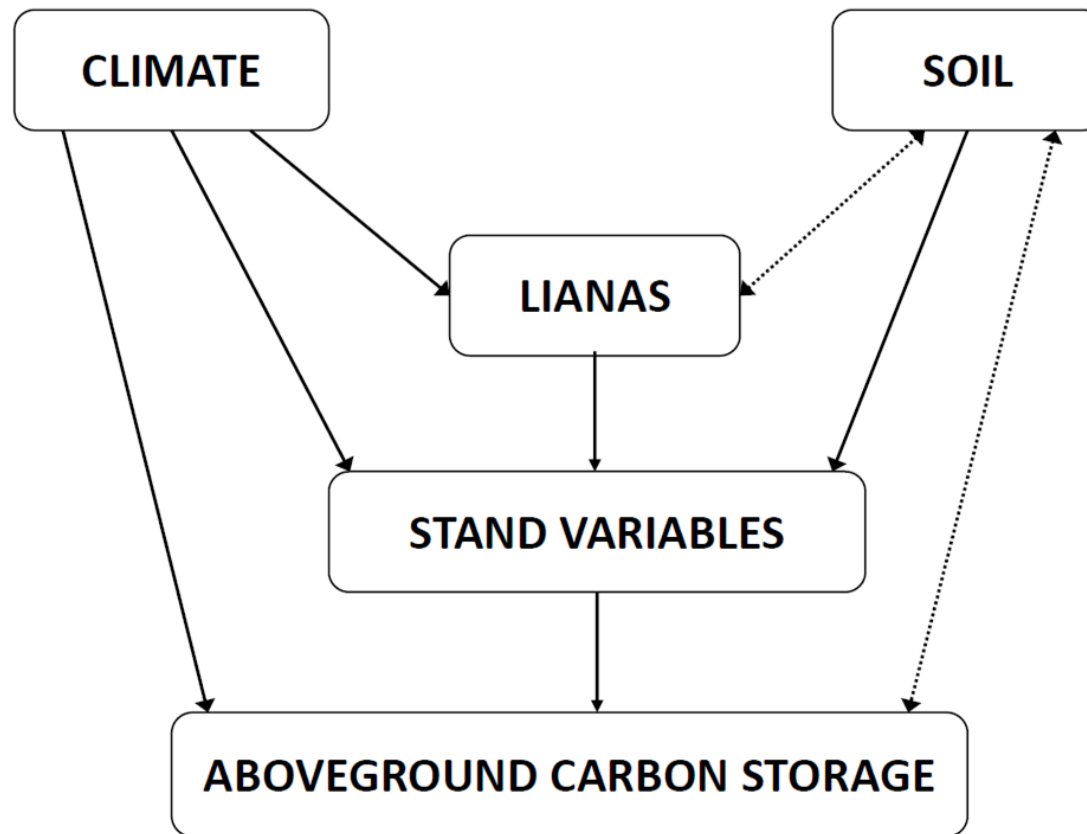 CLIMATE
SOIL
LIANAS
STAND VARIABLES
ABOVEGROUND CARBON STORAGE